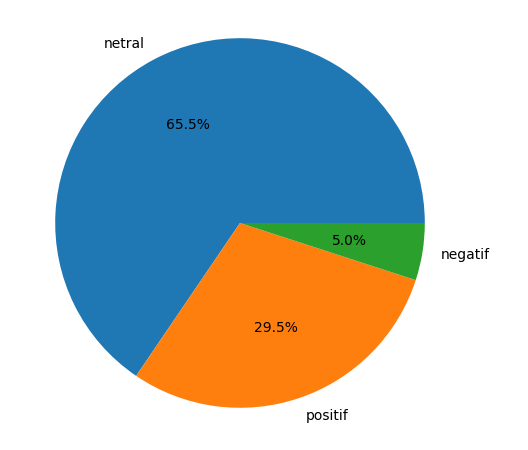 netral
65.5%
5.0%
negatif
29.5%
positif